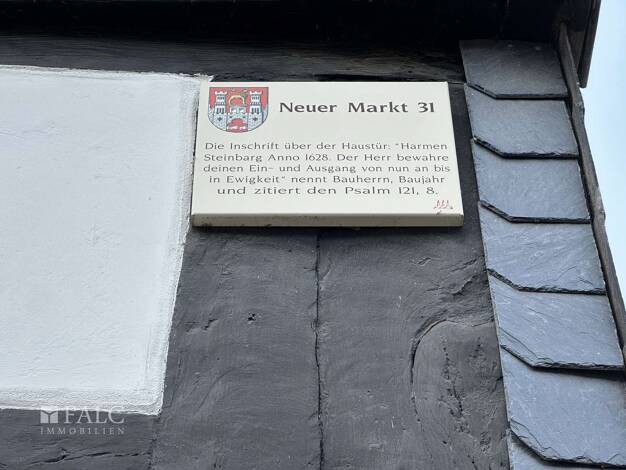 Neuer Markt 31
Die Inschrift über der Haustür: "Harmen
Steinbarg Anno 1628. Der Herr bewahre
deinen Ein- und Ausgang von nun an bis
in Ewigkeit" nennt Bauherrn, Baujahr
und zitiert den Psalm 121, 8.
FALC
IMMOBILIEN